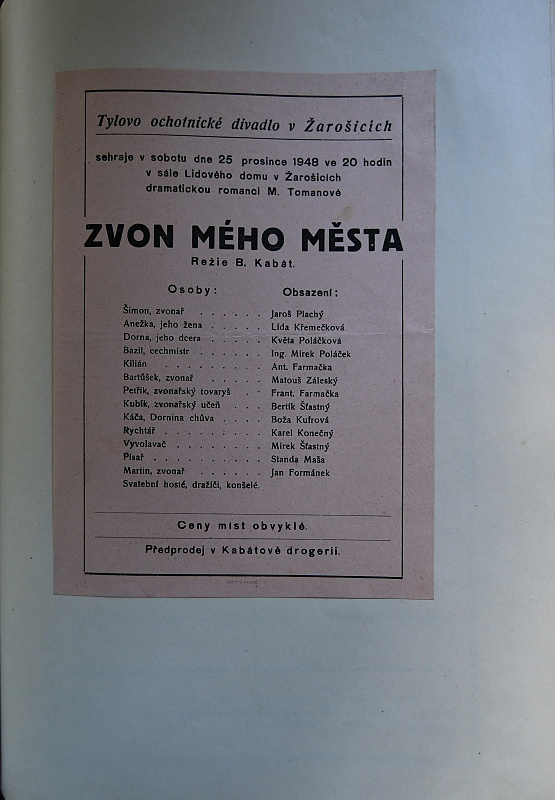 Tylovo ochotnické divadlo v Žarošicích
sehraje v sobotu dne 25 prosince 1948 ve 20 hodin
v sále Lidového domu v Žarošicích
dramatickou romanci M. Tomanové
ZVON MÉHO MĚSTA
Režie B. Kabát.
Osoby: Obsazení:
Šimon, zvonař . . . . . . Jaroš Plachý
Anežka, jeho žena . . . . . Lída Křemečková
Dorna, jeho dcera . . . . . Květa Poláčková
Bazil, cechmistr . . . . . . Ing. Mirek Poláček
Kilián . . . . . . . . . Ant. Farmačka
Bartůšek, zvonař . . . . . Matouš Záleský
Petřík, zvonařský tovaryš . . . Frant. Farmačka
Kubík, zvonařský učeň . . . Bertík Šťastný
Káča, Dornina chůva . . . . Boža Kufrová
Rychtář . . . . . . . . . Karel Konečný
Vyvolavač . . . . . . . . Mirek Šťastný
Písař . . . . . . . . . . Standa Maša
Martin, zvonař . . . . . . Jan Formánek
Svatební hosté, dražiči, konšelé.
Ceny míst obvyklé.
Předprodej v Kabátově drogerii.